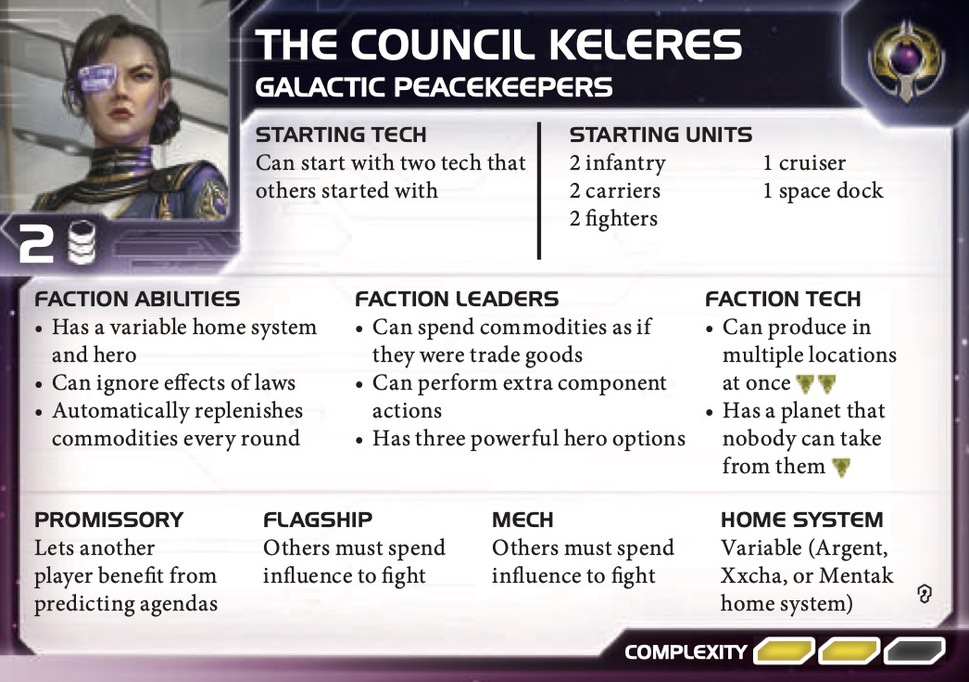 THE COUNCIL KELERES
GALACTIC PEACEKEEPERS
2
STARTING TECH
Can start with two tech that
others started with
STARTING UNITS
2 infantry
2 carriers
2 fighters
1 cruiser
1 space dock
FACTION ABILITIES
• Has a variable home system
and hero
• Can ignore effects of laws
• Automatically replenishes
commodities every round
FACTION LEADERS
• Can spend commodities as if
they were trade goods
• Can perform extra component
actions
• Has three powerful hero options
FACTION TECH
• Can produce in
multiple locations
at once
• Has a planet that
nobody can take
from them
PROMISSORY
Lets another
player benefit from
predicting agendas
FLAGSHIP
Others must spend
influence to fight
MECH
Others must spend
influence to fight
HOME SYSTEM
Variable (Argent,
Xxcha, or Mentak
home system)
COMPLEXITY